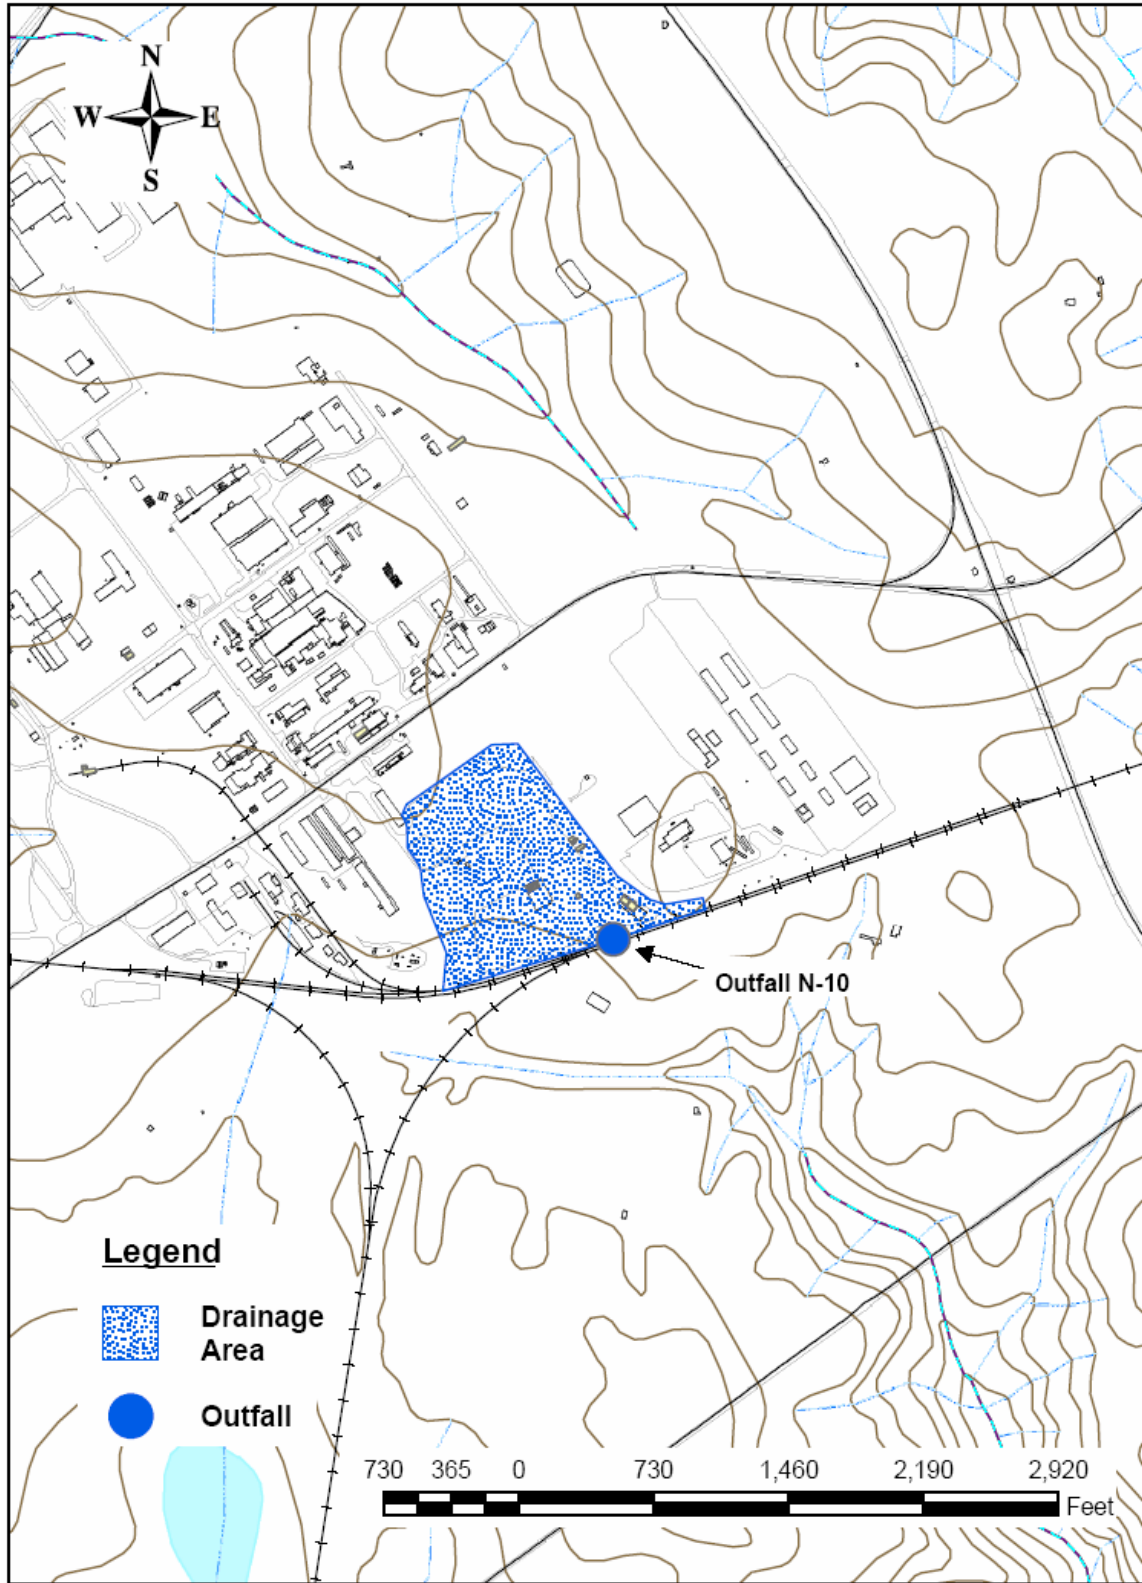 N
W E
S
Outfall N-10
Legend
Drainage
Area
Outfall
730 365 0 730 1,460 2,190 2,920
Feet